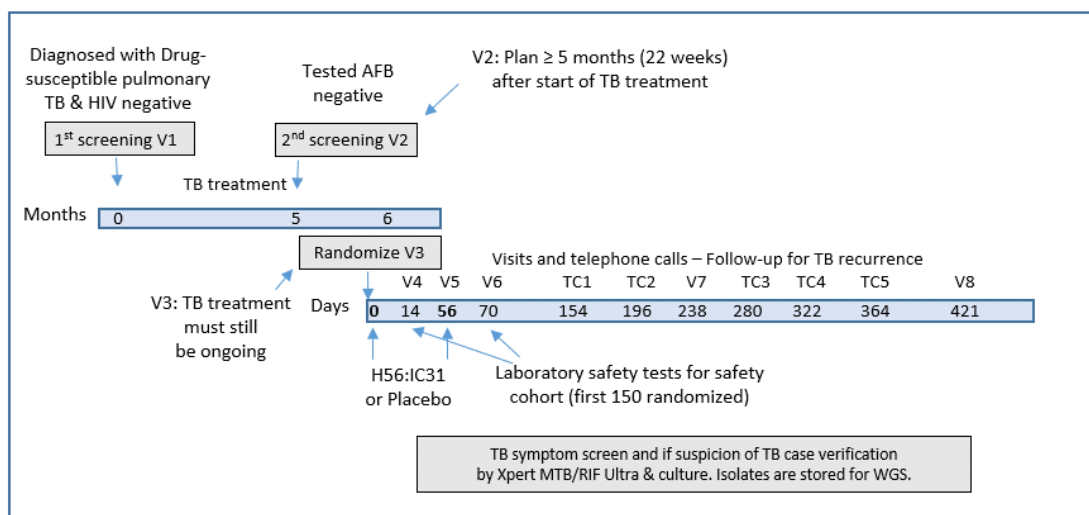 Diagnosed with Drug-
susceptible pulmonary
TB & HIV negative
1st screening V1
Tested AFB
negative
2nd screening V2
V2: Plan ≥ 5 months (22 weeks)
after start of TB treatment
TB treatment
Months 0 5 6
Randomize V3
V3: TB treatment
must still
be ongoing
Visits and telephone calls – Follow-up for TB recurrence
V4 V5 V6 TC1 TC2 V7 TC3 TC4 TC5 V8
Days 0 14 56 70 154 196 238 280 322 364 421
H56:IC31
or Placebo
Laboratory safety tests for safety
cohort (first 150 randomized)
TB symptom screen and if suspicion of TB case verification
by Xpert MTB/RIF Ultra & culture. Isolates are stored for WGS.